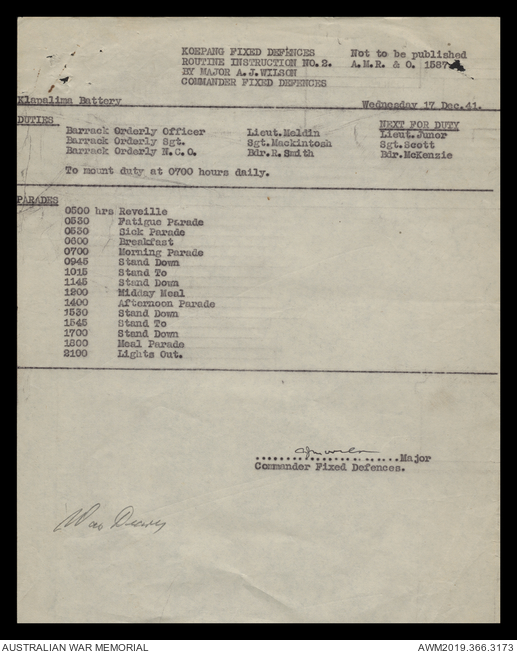 KOEPANG FIXED DEFENCES Not to be published
ROUTINE INSTRUCTION NO.2. A.M.R. & O. 1587
BY MAJOR A.J.WILSON
COMMANDER FIXED DEFENCES
Klapalima Battery Wednesday 17 Dec.41.
DUTIES NEXT FOR DUTY
Barrack Orderly Officer Lieut.Meldin Lieut.Junor
Barrack Orderly Sgt. Sgt.Mackintosh Sgt.Scott
Barrack Orderly N.C.O. Bdr.R.Smith Bdr.McKenzie
To mount duty at 0700 hours daily.
PARADES
0500 hrs Reveille
0530 Fatigue Parade
0530 Sick Parade
0600 Breakfast
0700 Morning Parade
0945 Stand Down
1015 Stand To
1145 Stand Down
1200 Midday Meal
1400 Afternoon Parade
1530 Stand Down
1545 Stand To
1700 Stand Down
1800 Meal Parade
2100 Lights Out.
AJWilson
.......................Major
Commander Fixed Defences.
War Diary
AUSTRALIAN WAR MEMORIAL AWM2019.366.3173